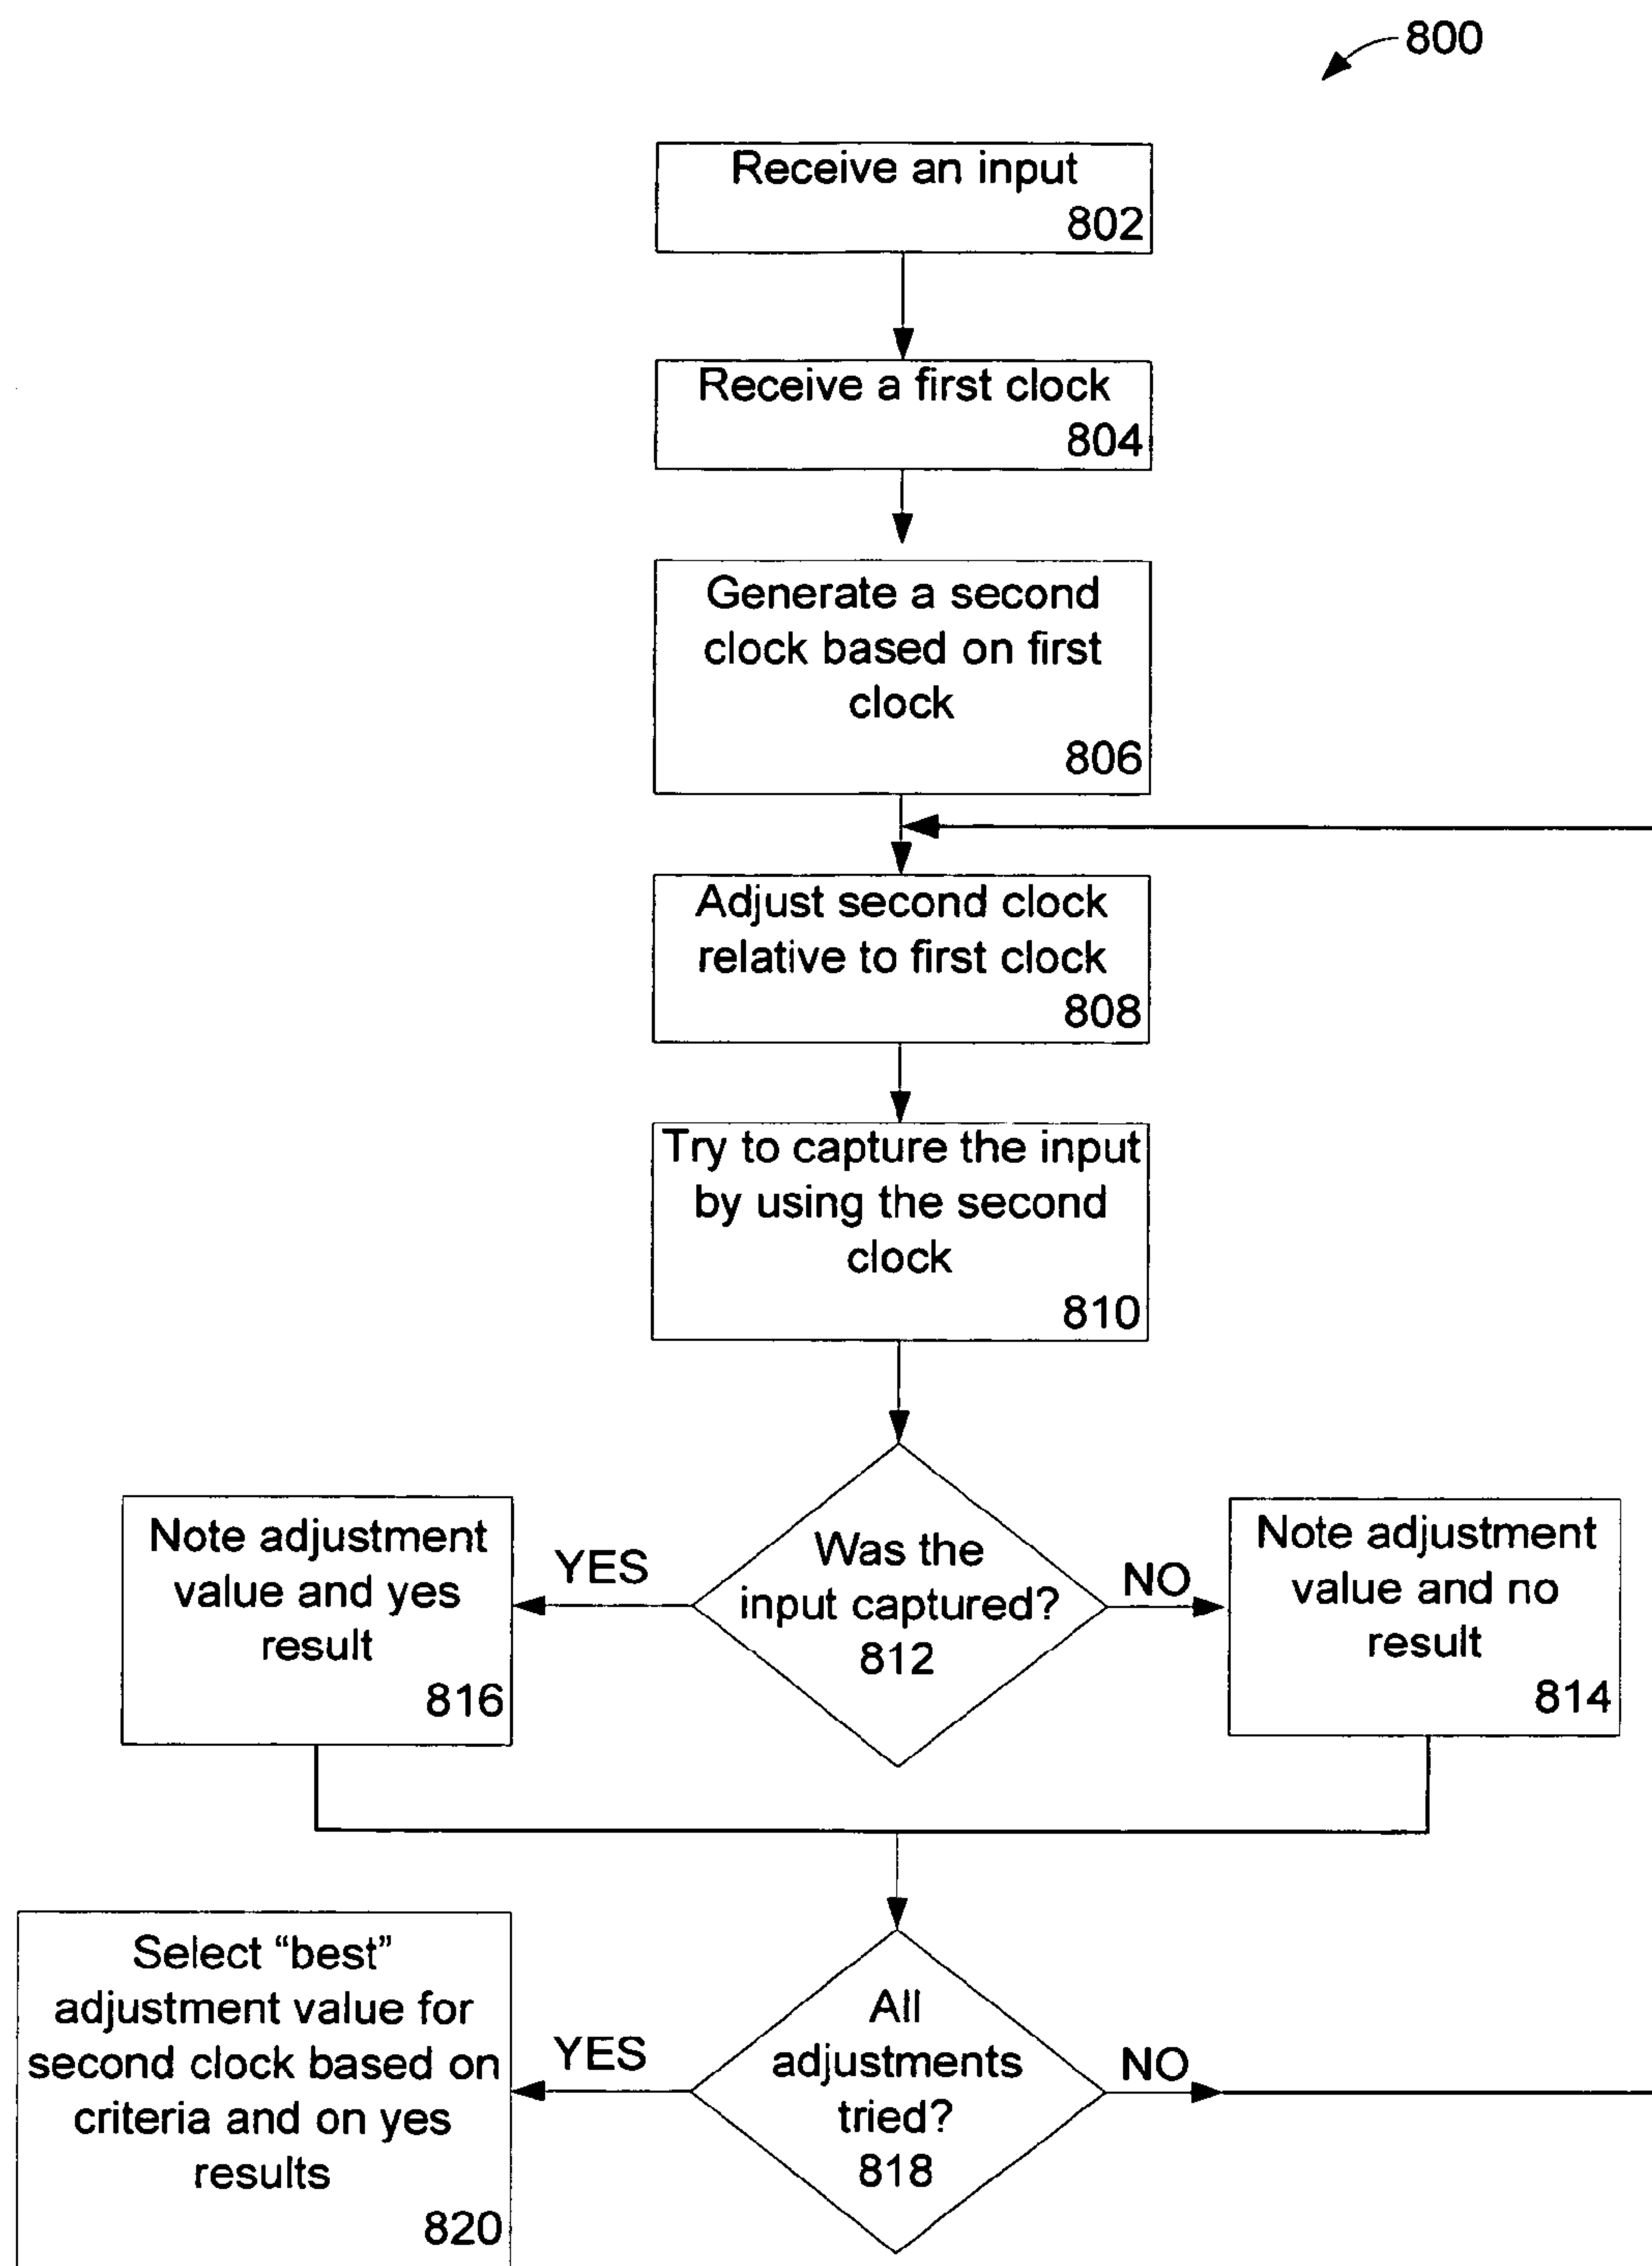 800
Receive an input
802
Receive a first clock
804
Generate a second
clock based on first
clock
806
Adjust second clock
relative to first clock
808
Try to capture the input
by using the second
clock
810
Was the
input captured?
812
YES
NO
Note adjustment
value and yes
result
816
Note adjustment
value and no
result
814
All
adjustments
tried?
818
YES
NO
Select “best”
adjustment value for
second clock based on
criteria and on yes
results
820